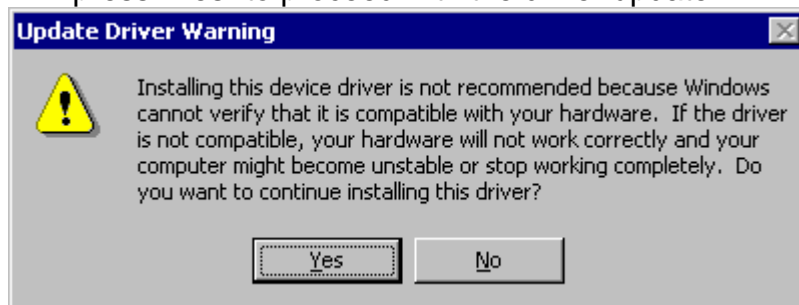 Update Driver Warning
Installing this device driver is not recommended because Windows
cannot verify that it is compatible with your hardware. If the driver
is not compatible, your hardware will not work correctly and your
computer might become unstable or stop working completely. Do
you want to continue installing this driver?
Yes No